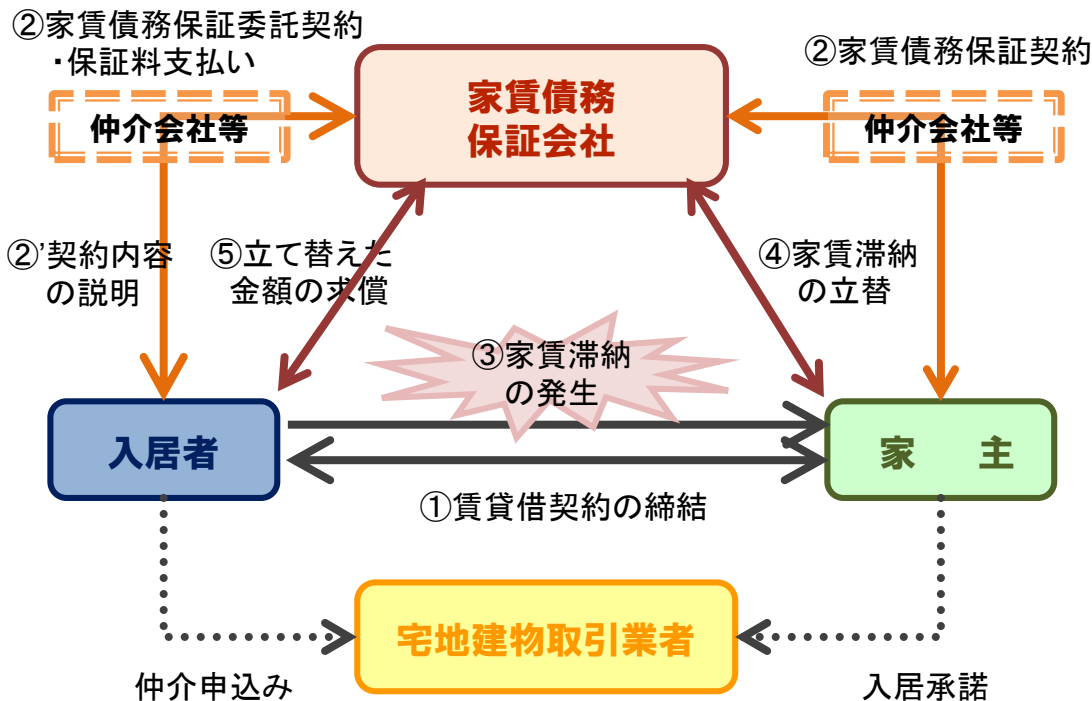 ②家賃債務保証委託契約
・保証料支払い
②家賃債務保証契約
家賃債務
保証会社
仲介会社等
仲介会社等
②’契約内容
の説明
⑤立て替えた
金額の求償
④家賃滞納
の立替
③家賃滞納
の発生
入居者
家　主
①賃貸借契約の締結
宅地建物取引業者
仲介申込み
入居承諾